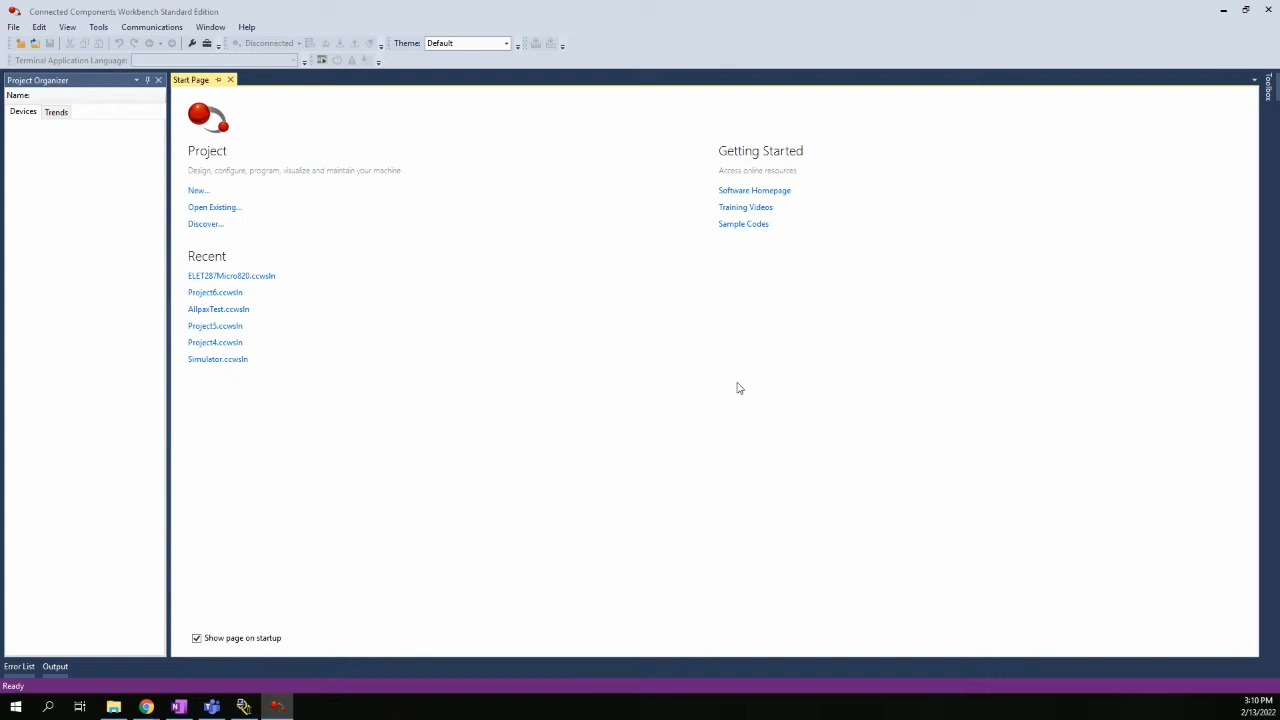 Connected Components Workbench Standard Edition
File Edit View Tools Communications Window Help
Disconnected Theme: Default
Terminal Application Language:
Project Organizer
Name:
Devices Trends
Start Page
Toolbox
Project
Design, configure, program, visualize and maintain your machine
New...
Open Existing...
Discover...
Recent
ELET287Micro820.ccwsln
Project6.ccwsln
AllpaxTest.ccwsln
Project5.ccwsln
Project4.ccwsln
Simulator.ccwsln
Getting Started
Access online resources
Software Homepage
Training Videos
Sample Codes
Show page on startup
Error List Output
Ready
3:10 PM
2/13/2022